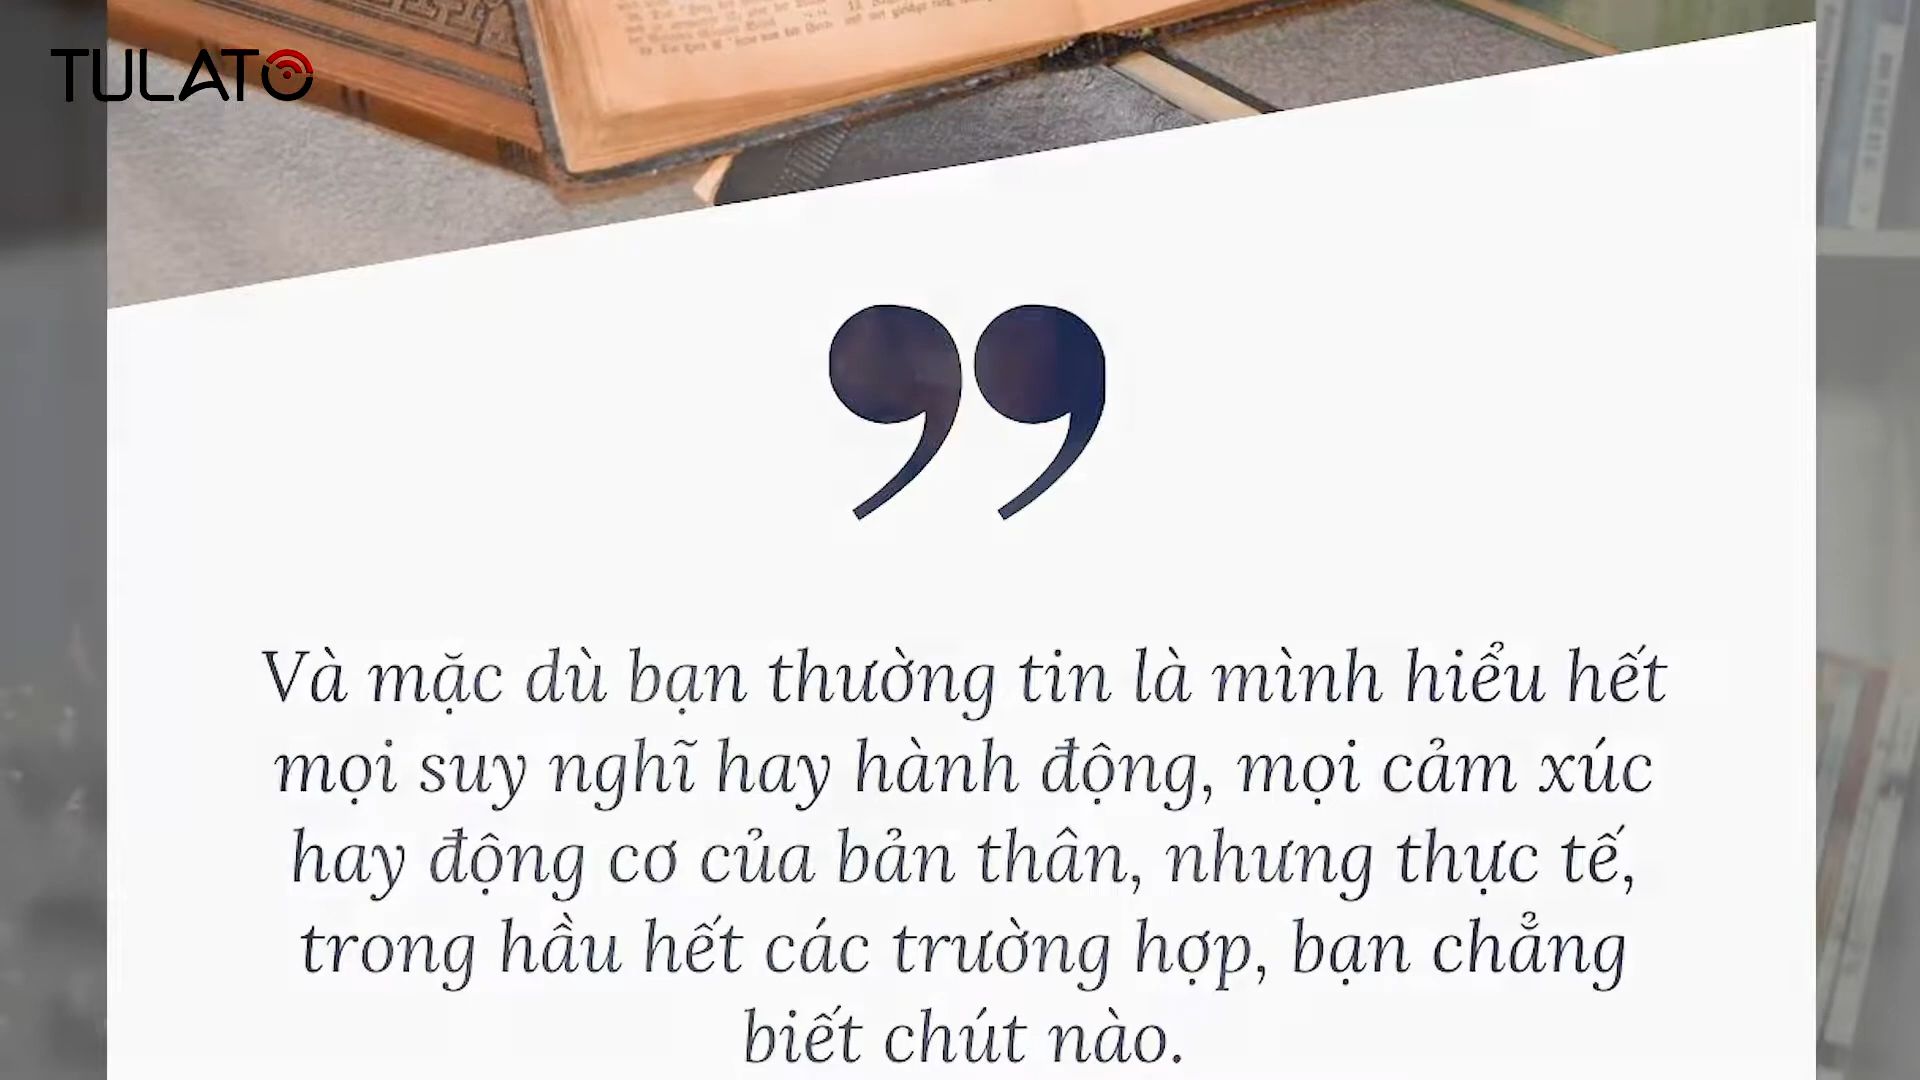 TULATO
Và mặc dù bạn thường tin là mình hiểu hết
mọi suy nghĩ hay hành động, mọi cảm xúc
hay động cơ của bản thân, nhưng thực tế,
trong hầu hết các trường hợp, bạn chẳng
biết chút nào.